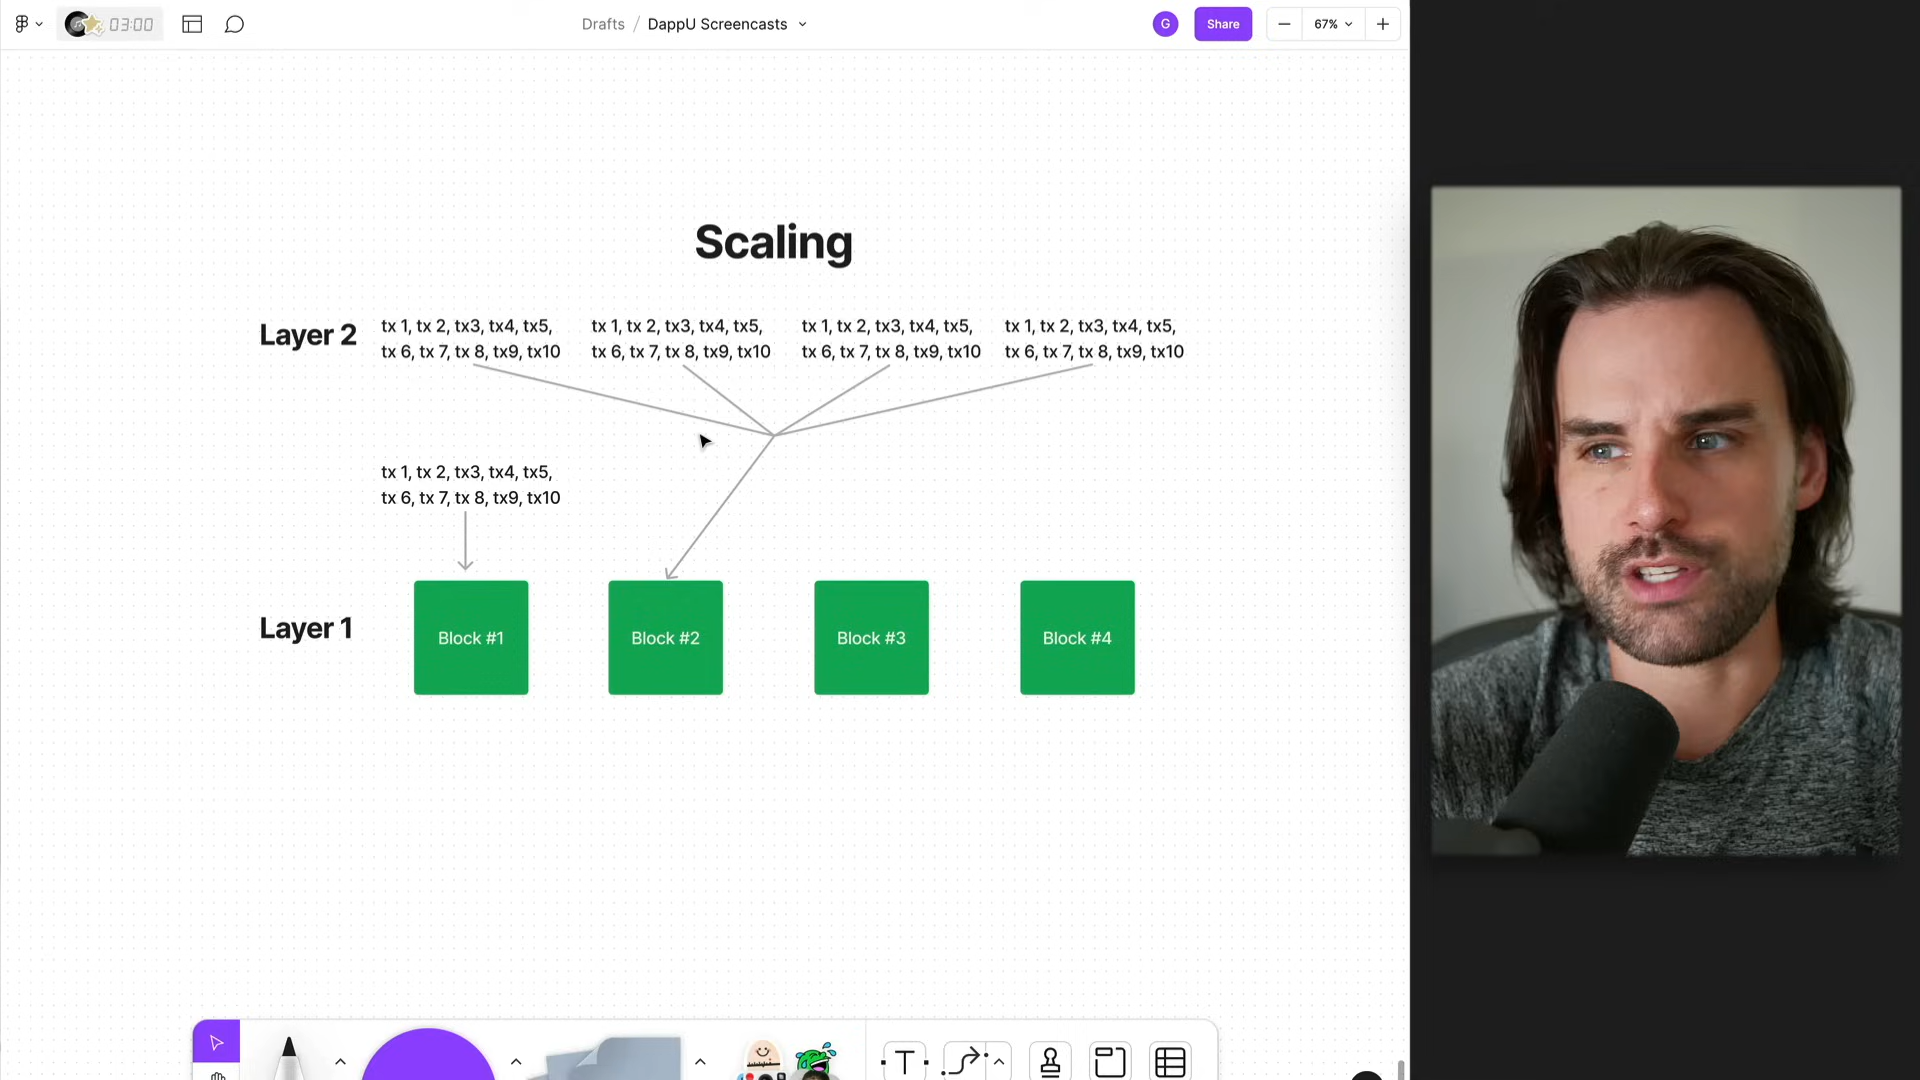 03:00
Drafts / DappU Screencasts
G
Share
67%
Scaling
Layer 2
tx 1, tx 2, tx3, tx4, tx5,
tx 6, tx 7, tx 8, tx9, tx10
tx 1, tx 2, tx3, tx4, tx5,
tx 6, tx 7, tx 8, tx9, tx10
tx 1, tx 2, tx3, tx4, tx5,
tx 6, tx 7, tx 8, tx9, tx10
tx 1, tx 2, tx3, tx4, tx5,
tx 6, tx 7, tx 8, tx9, tx10
tx 1, tx 2, tx3, tx4, tx5,
tx 6, tx 7, tx 8, tx9, tx10
Layer 1
Block #1
Block #2
Block #3
Block #4
T